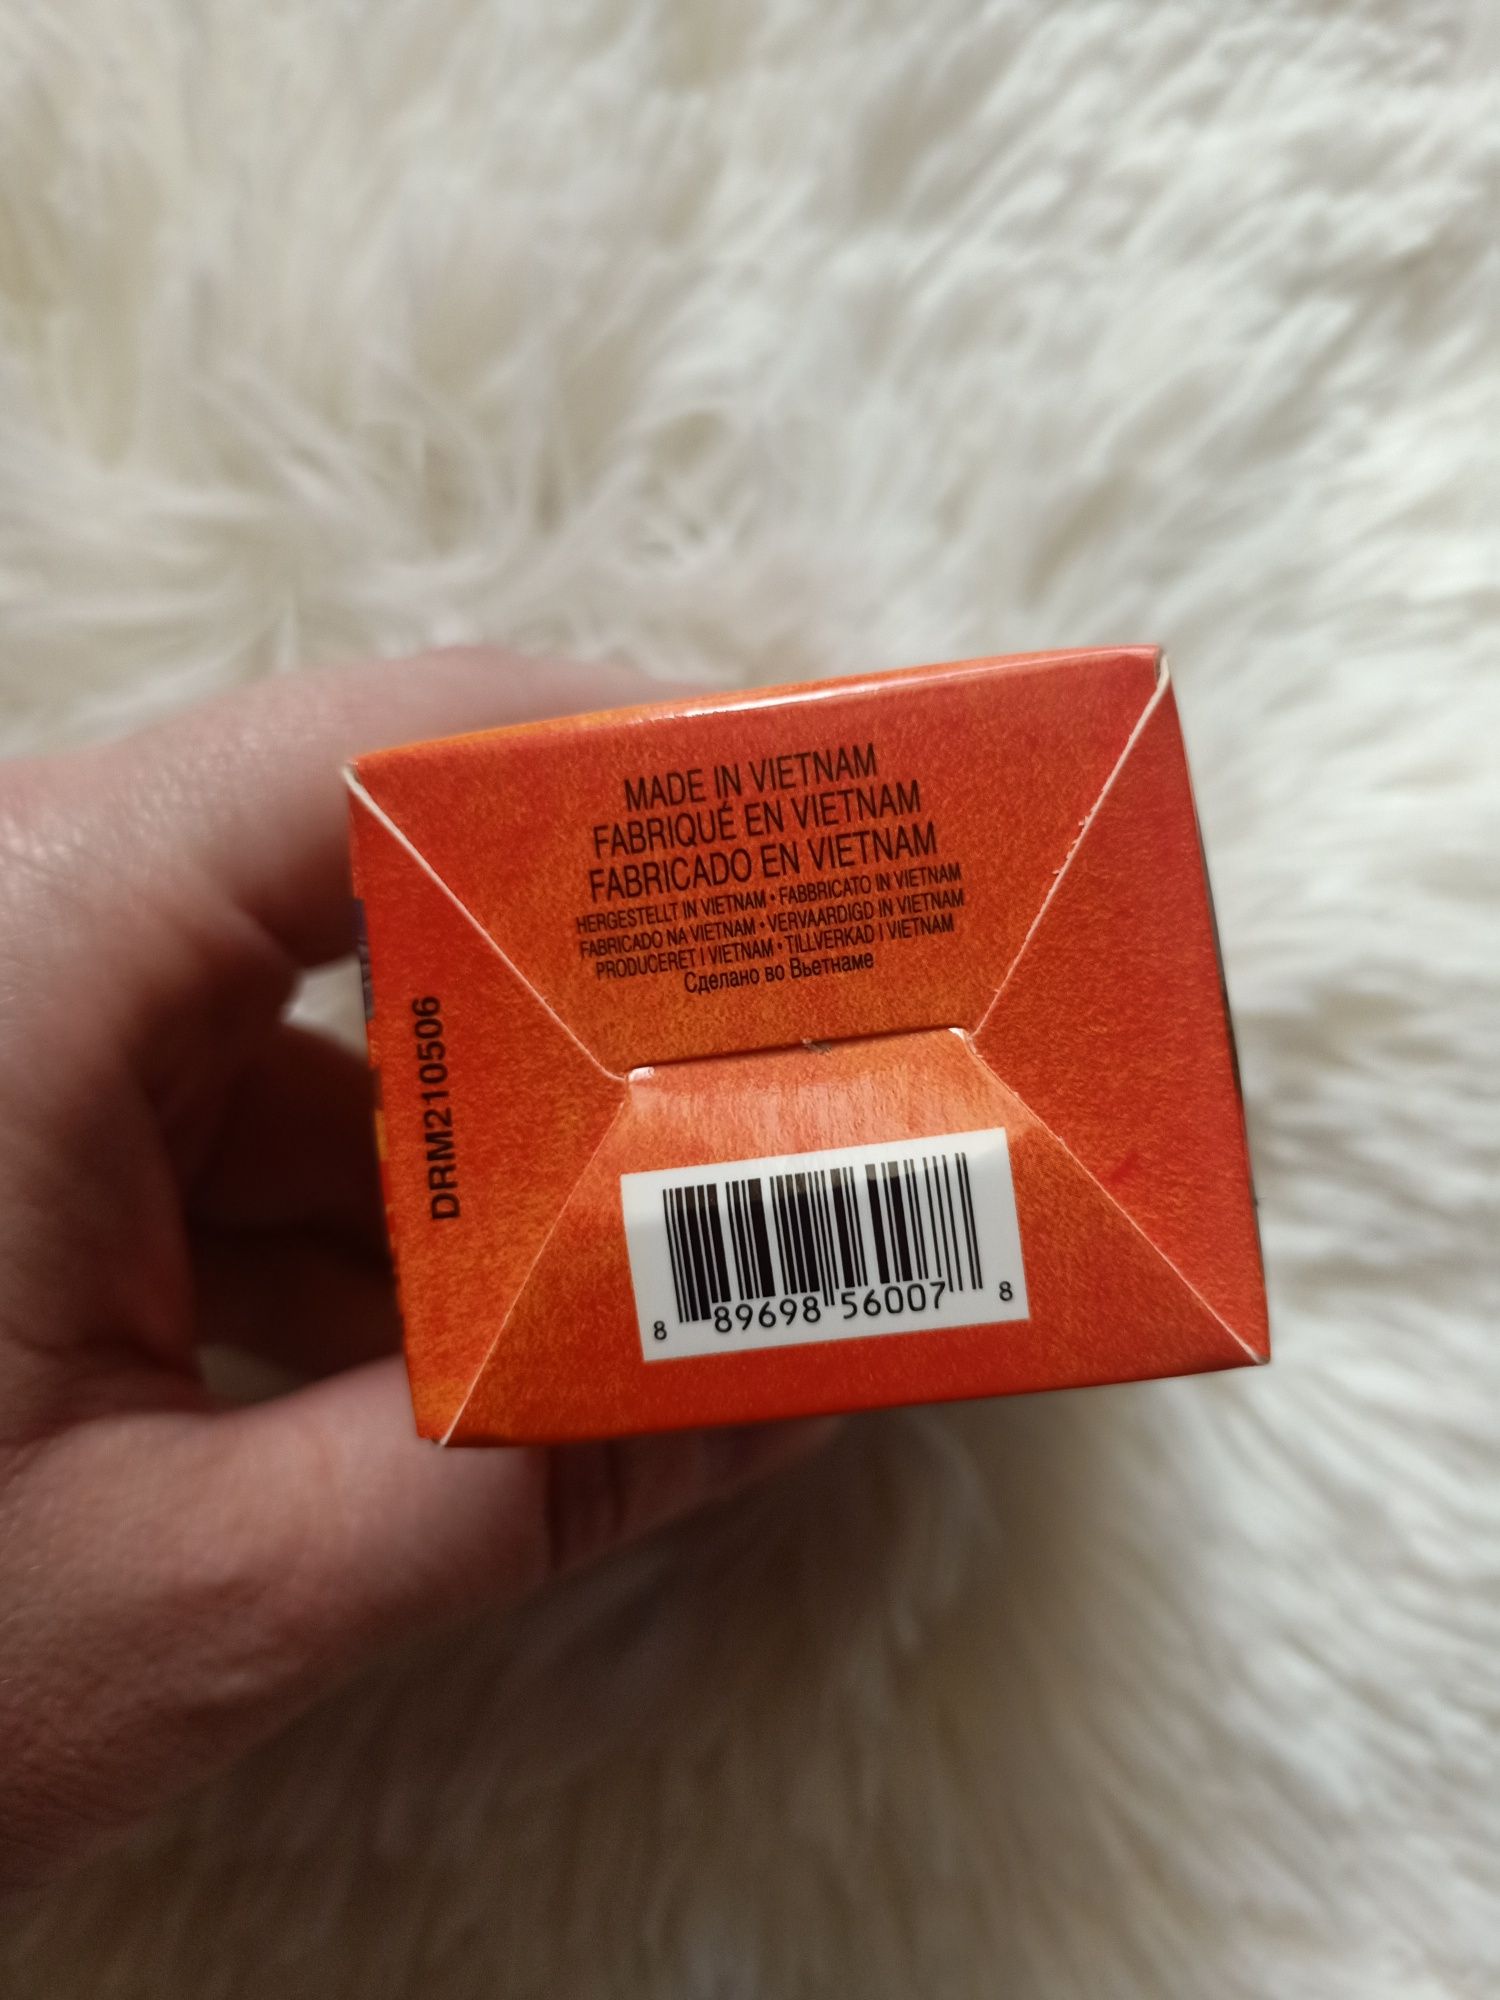 MADE IN VIETNAM
FABRIQUÉ EN VIETNAM
FABRICADO EN VIETNAM
HERGESTELLT IN VIETNAM • FABBRICATO IN VIETNAM
FABRICADO NA VIETNAM • VERVAARDIGD IN VIETNAM
PRODUCERET I VIETNAM • TILLVERKAD I VIETNAM
Сделано во Вьетнаме
DRM210506
8 89698 56007 8